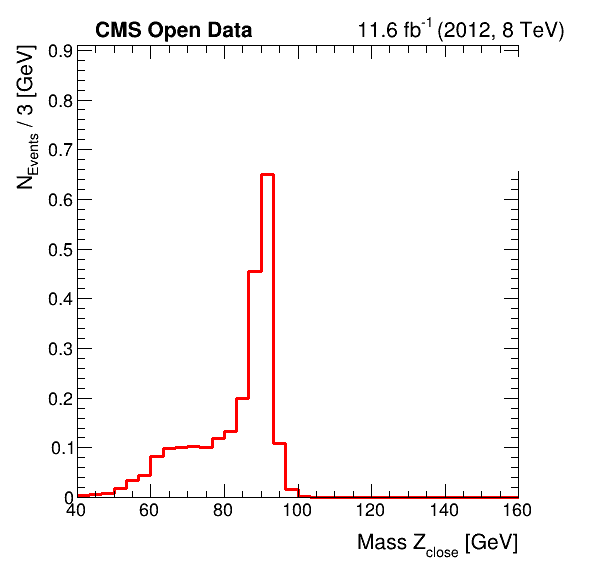 CMS Open Data
11.6 fb⁻¹ (2012, 8 TeV)
N_Events / 3 [GeV]
0.9
0.8
0.7
0.6
0.5
0.4
0.3
0.2
0.1
0
40 60 80 100 120 140 160
Mass Z_close [GeV]